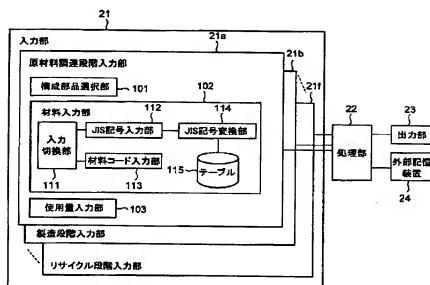 21
入力部
21a
原材料調達段階入力部
21b
構成部品選択部
101
102
21f
材料入力部
112
114
22
23
入力
切換部
JIS記号入力部
JIS記号変換部
処理部
出力部
材料コード入力部
115
テーブル
外部記憶
装置
111
113
24
使用量入力部
103
製造段階入力部
リサイクル段階入力部